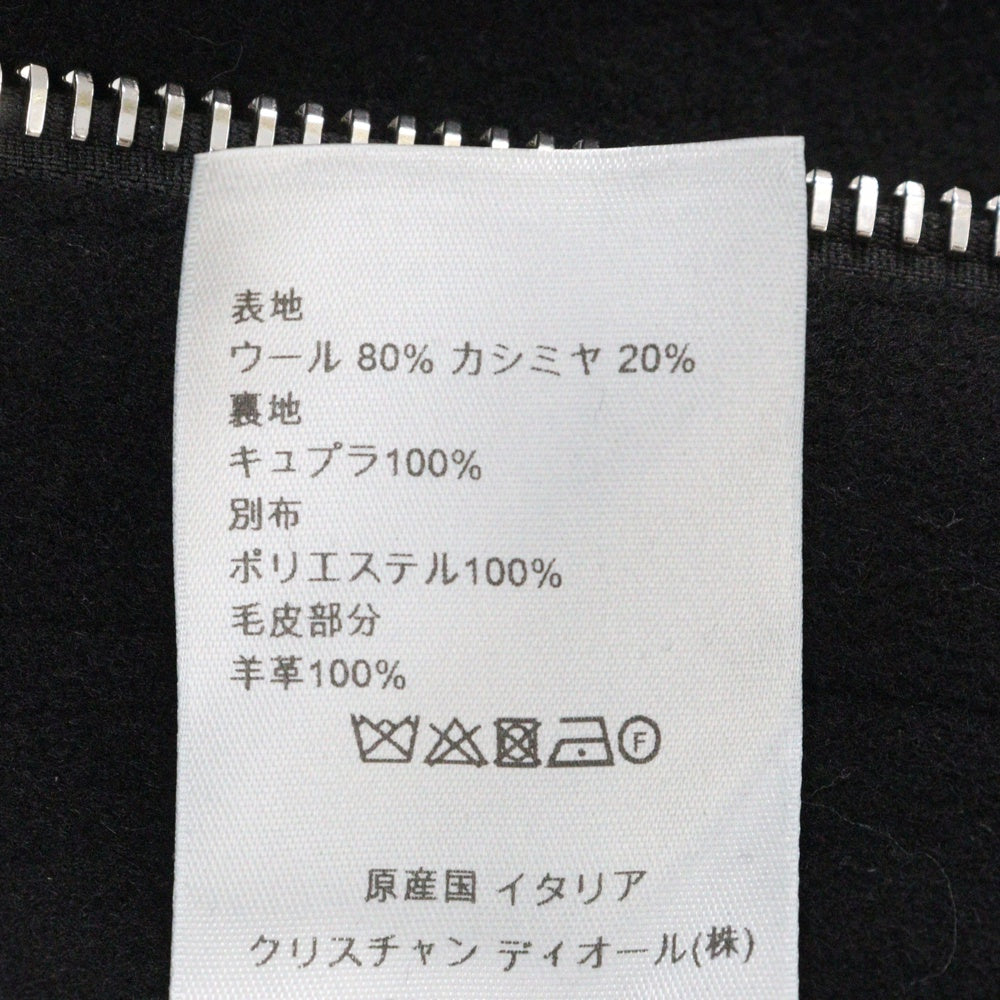 表地
ウール 80% カシミヤ 20%
裏地
キュプラ100%
別布
ポリエステル100%
毛皮部分
羊革100%
F
原産国 イタリア
クリスチャン ディオール(株)